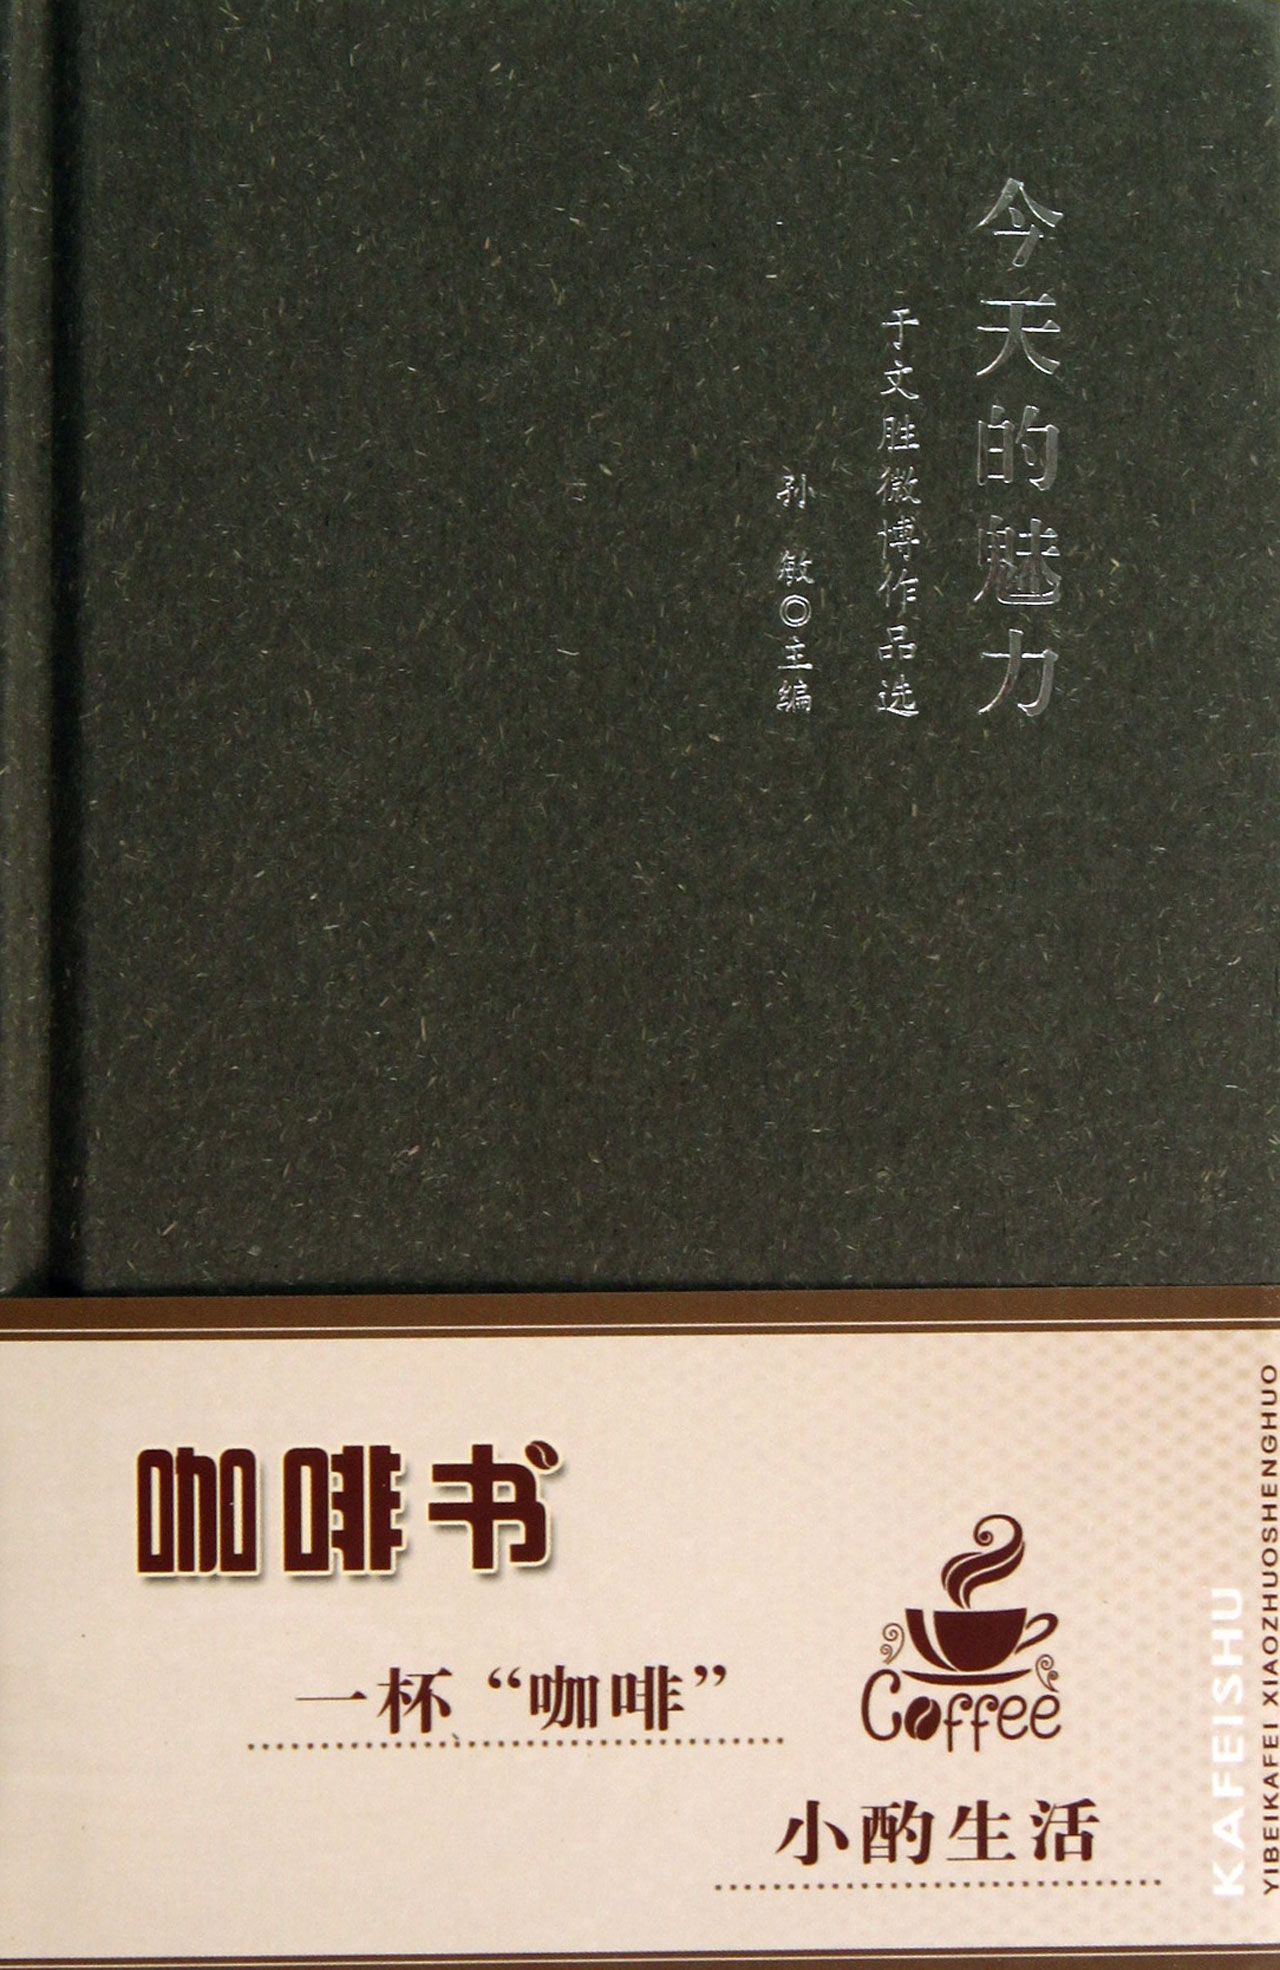 今天的魅力
于文胜微博作品选
孙 敏◎主编
咖啡书
一杯“咖啡”
Coffee
小酌生活
KAFEISHU
YIBEIKAFEI XIAOZHUOSHENGHUO